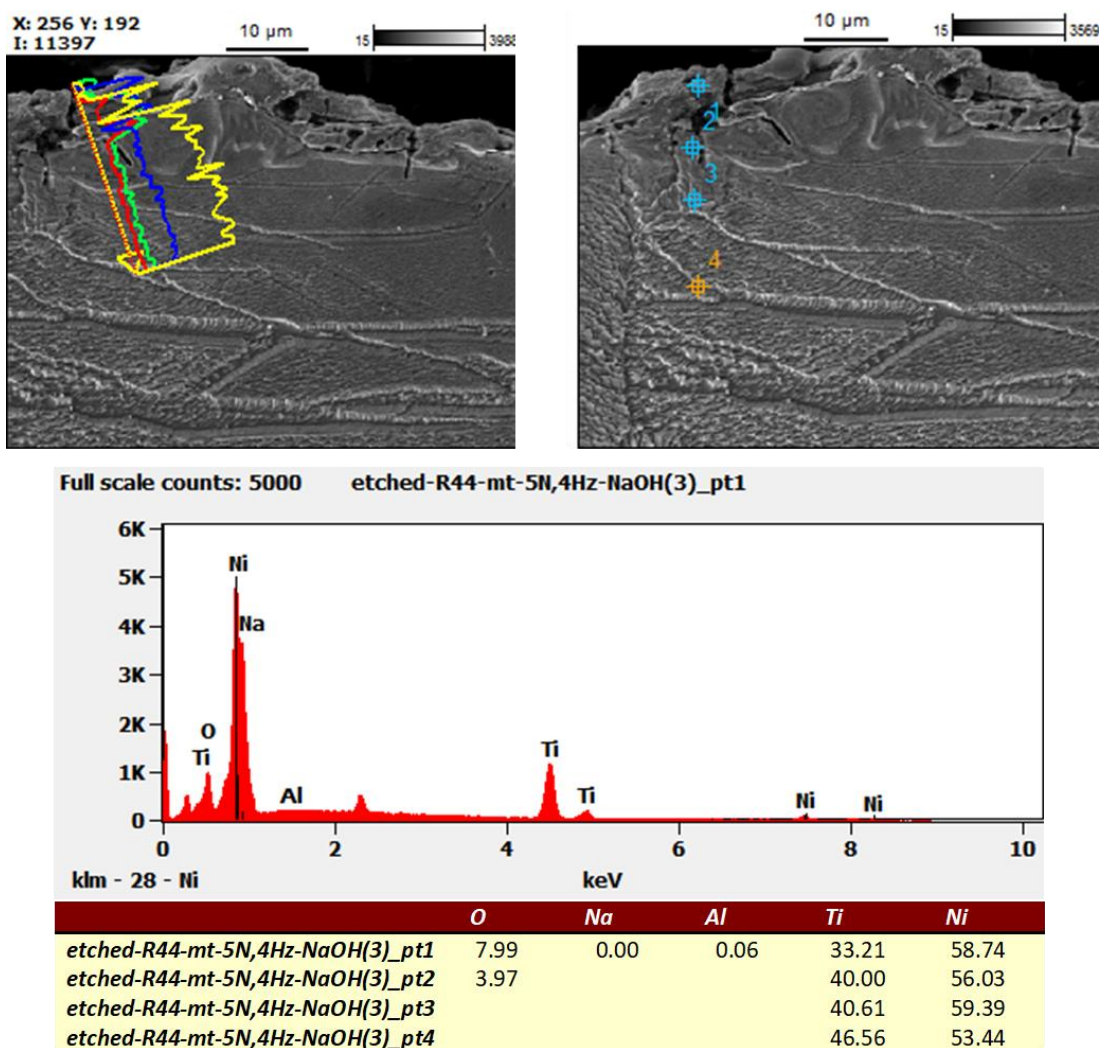 X: 256 Y: 192
I: 11397
10 µm
15 3988
10 µm
15 3569
1
2
3
4
Full scale counts: 5000 etched-R44-mt-5N,4Hz-NaOH(3)_pt1
6K
5K
4K
3K
2K
1K
0
Ni
Na
O
Ti
Al
Ti
Ti
Ni
Ni
0 2 4 6 8 10
klm - 28 - Ni keV
O Na Al Ti Ni
etched-R44-mt-5N,4Hz-NaOH(3)_pt1 7.99 0.00 0.06 33.21 58.74
etched-R44-mt-5N,4Hz-NaOH(3)_pt2 3.97 40.00 56.03
etched-R44-mt-5N,4Hz-NaOH(3)_pt3 40.61 59.39
etched-R44-mt-5N,4Hz-NaOH(3)_pt4 46.56 53.44